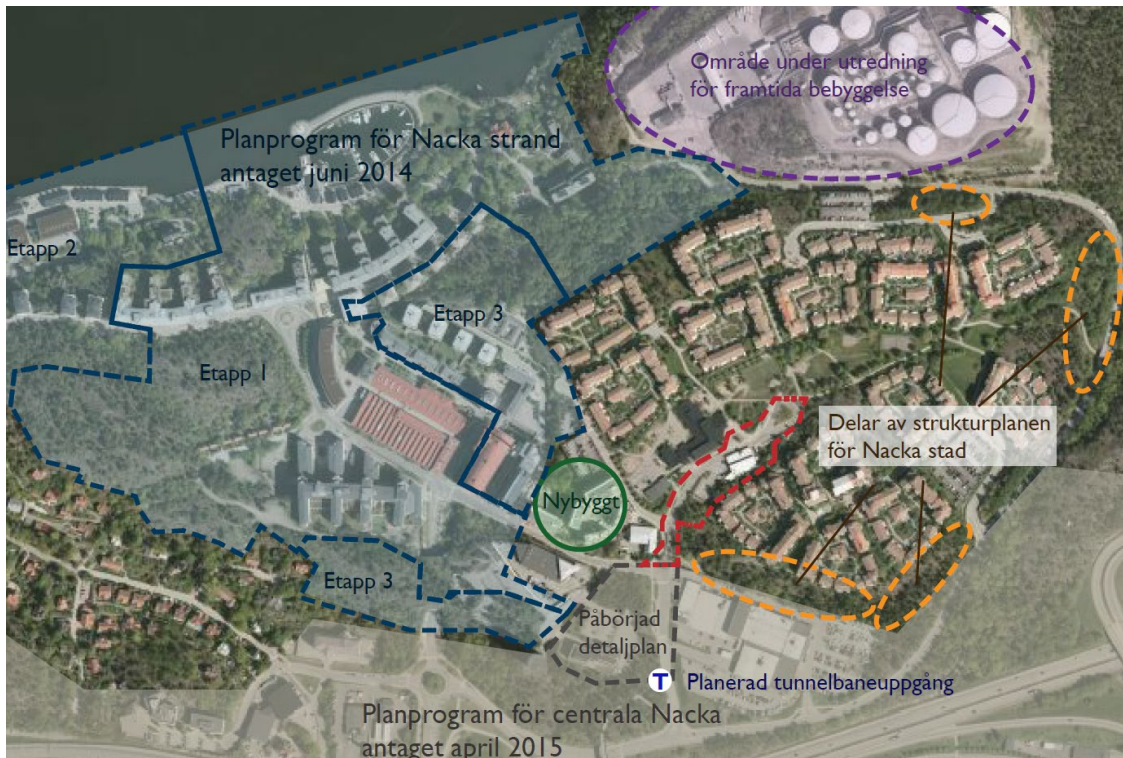 Område under utredning
för framtida bebyggelse
Planprogram för Nacka strand
antaget juni 2014
Etapp 2
Etapp 3
Etapp 1
Delar av strukturplanen
för Nacka stad
Nybyggt
Etapp 3
Påbörjad
detaljplan
T Planerad tunnelbaneuppgång
Planprogram för centrala Nacka
antaget april 2015